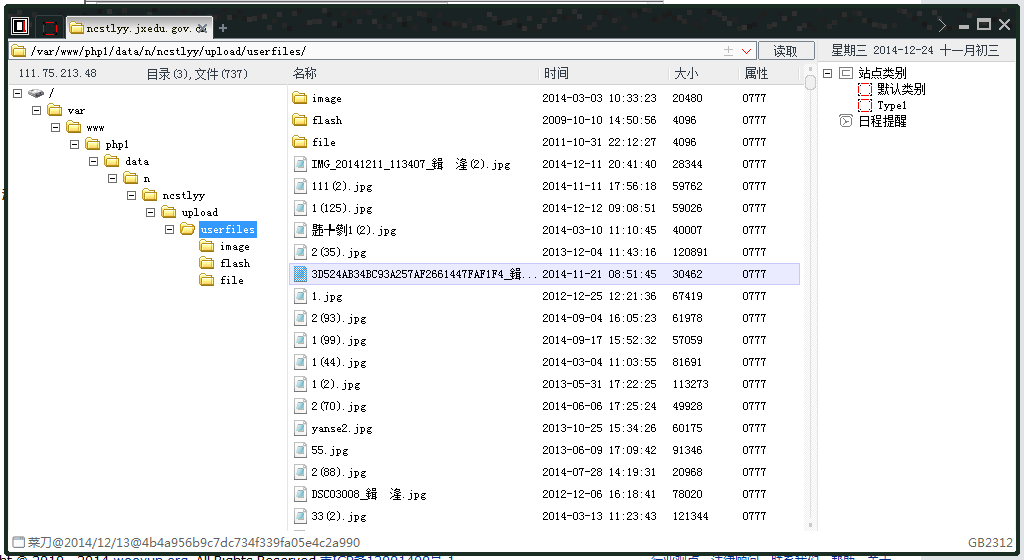 ncstlyy.jxedu.gov.
/var/www/php1/data/n/ncstlyy/upload/userfiles/
读取
星期三 2014-12-24 十一月初三
111.75.213.48 目录(3),文件(737)
名称 时间 大小 属性
/
var
www
php1
data
n
ncstlyy
upload
userfiles
image
flash
file
image 2014-03-03 10:33:23 20480 0777
flash 2009-10-10 14:50:56 4096 0777
file 2011-10-31 22:12:27 4096 0777
IMG_20141211_113407_鍓 湰(2).jpg 2014-12-11 20:41:40 28344 0777
111(2).jpg 2014-11-11 17:56:18 59762 0777
1(125).jpg 2014-12-12 09:08:51 59026 0777
(2).jpg 2014-03-10 11:10:45 40007 0777
2(35).jpg 2013-12-04 11:43:16 120891 0777
3D524AB34BC93A257AF2661447FAF1F4_鍓... 2014-11-21 08:51:45 30462 0777
1.jpg 2012-12-25 12:21:36 67419 0777
2(93).jpg 2014-09-04 16:05:23 61978 0777
1(99).jpg 2014-09-17 15:52:32 57059 0777
1(44).jpg 2014-03-04 11:03:55 81691 0777
1(2).jpg 2013-05-31 17:22:25 113273 0777
2(70).jpg 2014-06-06 17:25:24 49928 0777
yanse2.jpg 2013-10-25 15:34:26 60175 0777
55.jpg 2013-06-09 17:09:42 91346 0777
2(88).jpg 2014-07-28 14:19:31 20968 0777
DSC03008_鍓 湰.jpg 2012-12-06 16:18:41 78020 0777
33(2).jpg 2014-03-13 11:23:43 121344 0777
站点类别
默认类别
Type1
日程提醒
菜刀@2014/12/13@4b4a956b9c7dc734f339fa05e4c2a990 GB2312